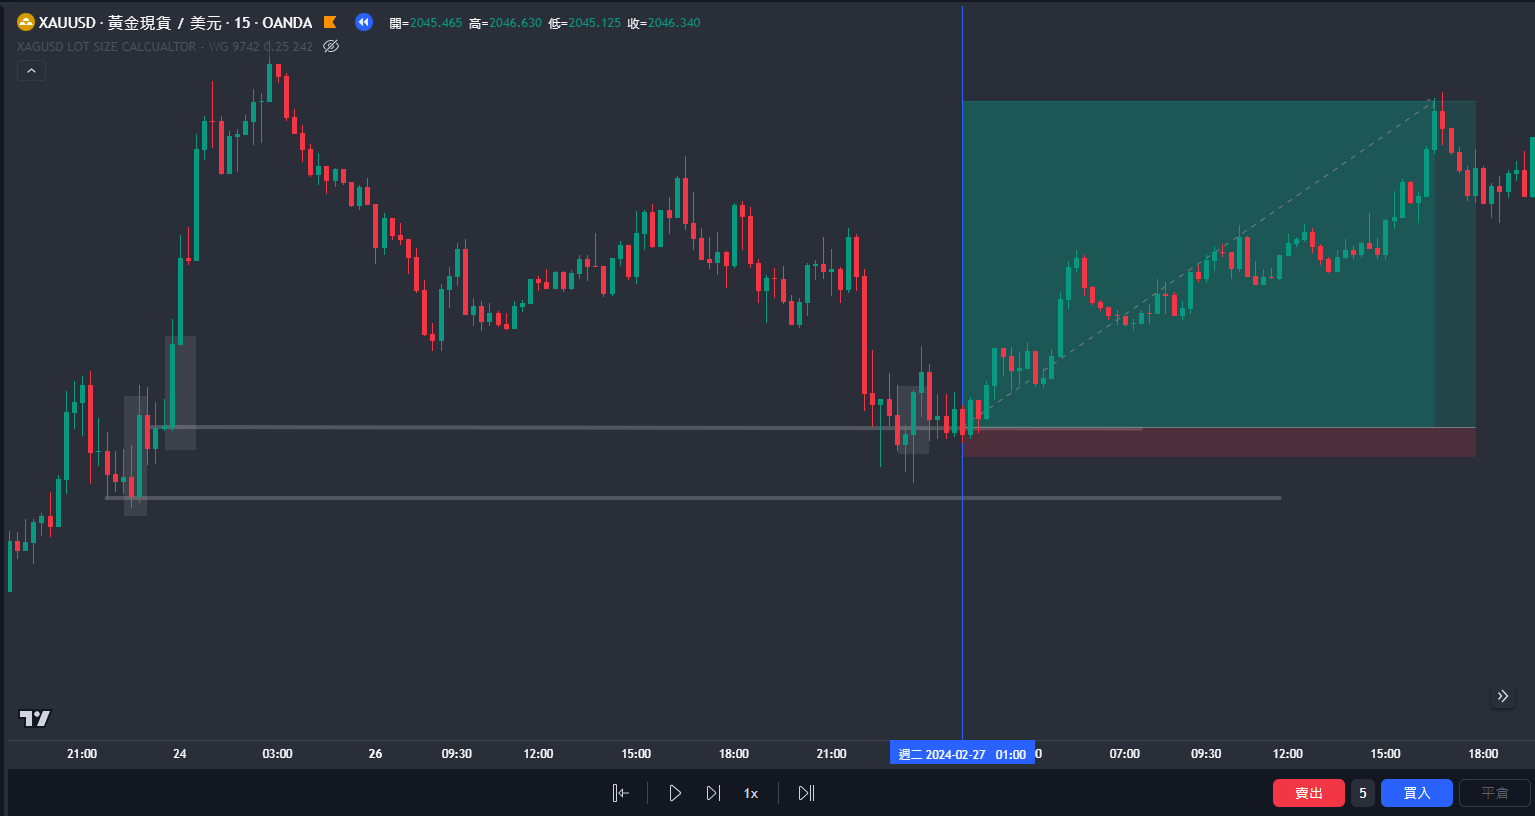 XAUUSD · 黃金現貨 / 美元 · 15 · OANDA 開=2045.465 高=2046.630 低=2045.125 收=2046.340
XAGUSD LOT SIZE CALCUALTOR - WG 9742 0.25 242
21:00 24 03:00 26 09:30 12:00 15:00 18:00 21:00 週二 2024-02-27 01:00 0 07:00 09:30 12:00 15:00 18:00
1x 賣出 5 買入 平倉